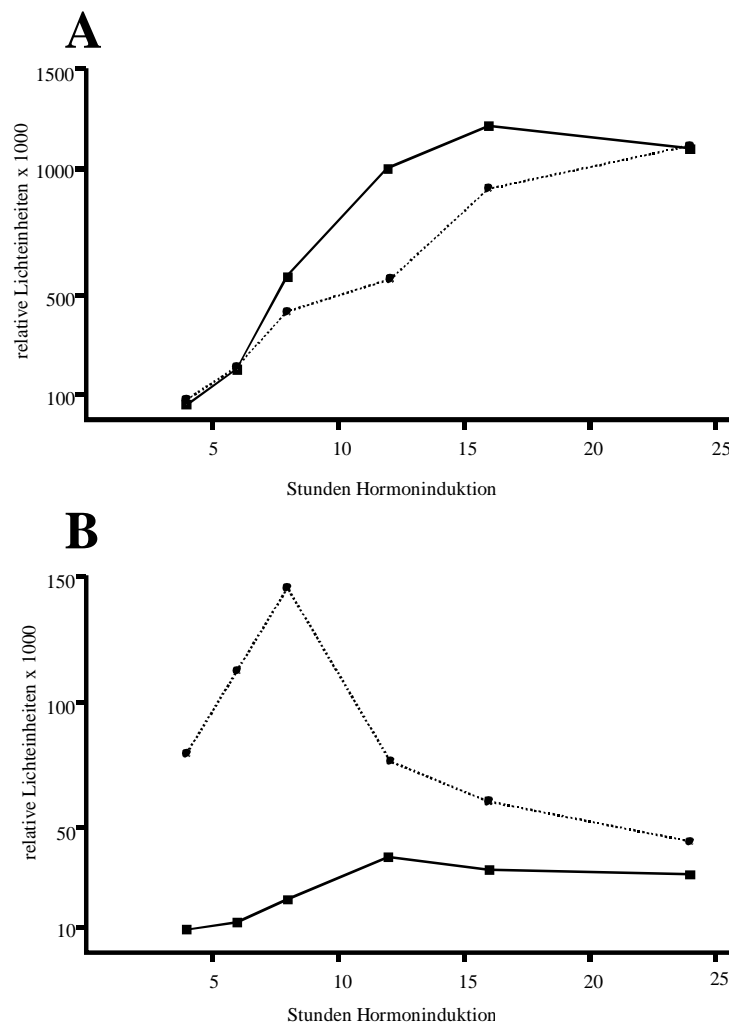 A
1500
1000
500
100
relative Lichteinheiten x 1000
5 10 15 20 25
Stunden Hormoninduktion
B
150
100
50
10
relative Lichteinheiten x 1000
5 10 15 20 25
Stunden Hormoninduktion